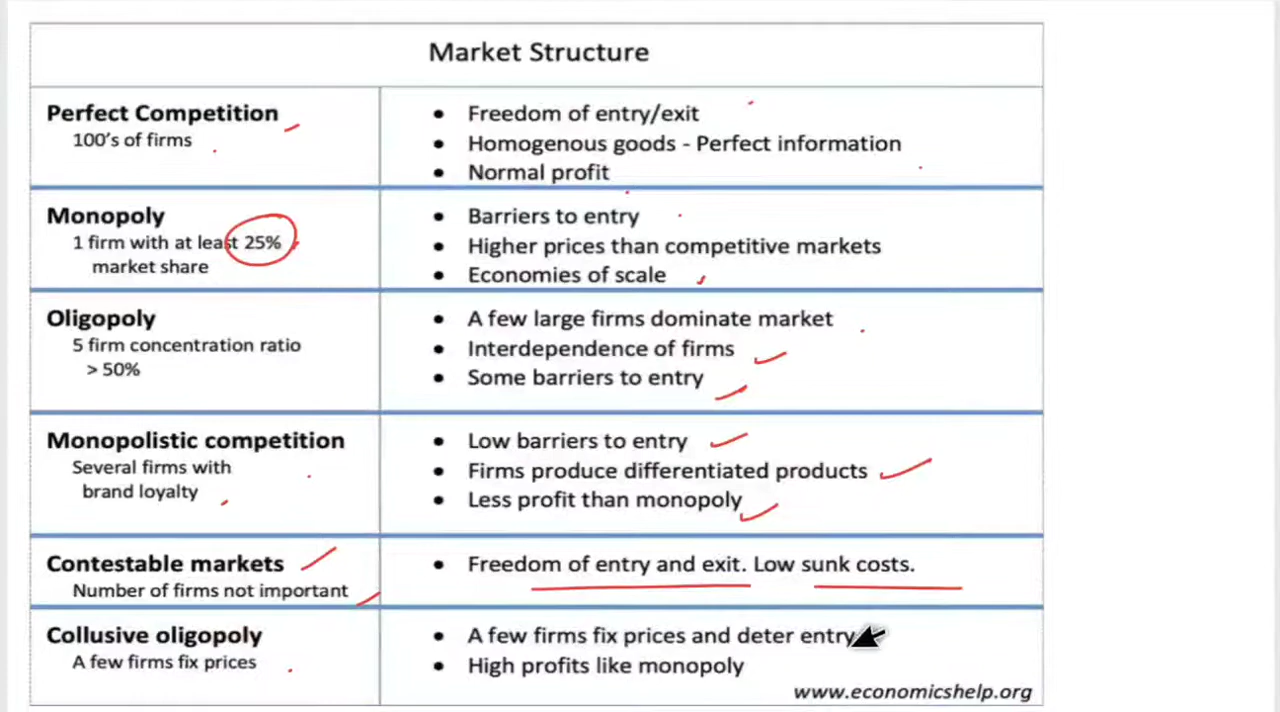 Market Structure
Perfect Competition
100's of firms
• Freedom of entry/exit
• Homogenous goods - Perfect information
• Normal profit
Monopoly
1 firm with at least 25%
market share
• Barriers to entry
• Higher prices than competitive markets
• Economies of scale
Oligopoly
5 firm concentration ratio
> 50%
• A few large firms dominate market
• Interdependence of firms
• Some barriers to entry
Monopolistic competition
Several firms with
brand loyalty
• Low barriers to entry
• Firms produce differentiated products
• Less profit than monopoly
Contestable markets
Number of firms not important
• Freedom of entry and exit. Low sunk costs.
Collusive oligopoly
A few firms fix prices
• A few firms fix prices and deter entry
• High profits like monopoly
www.economicshelp.org